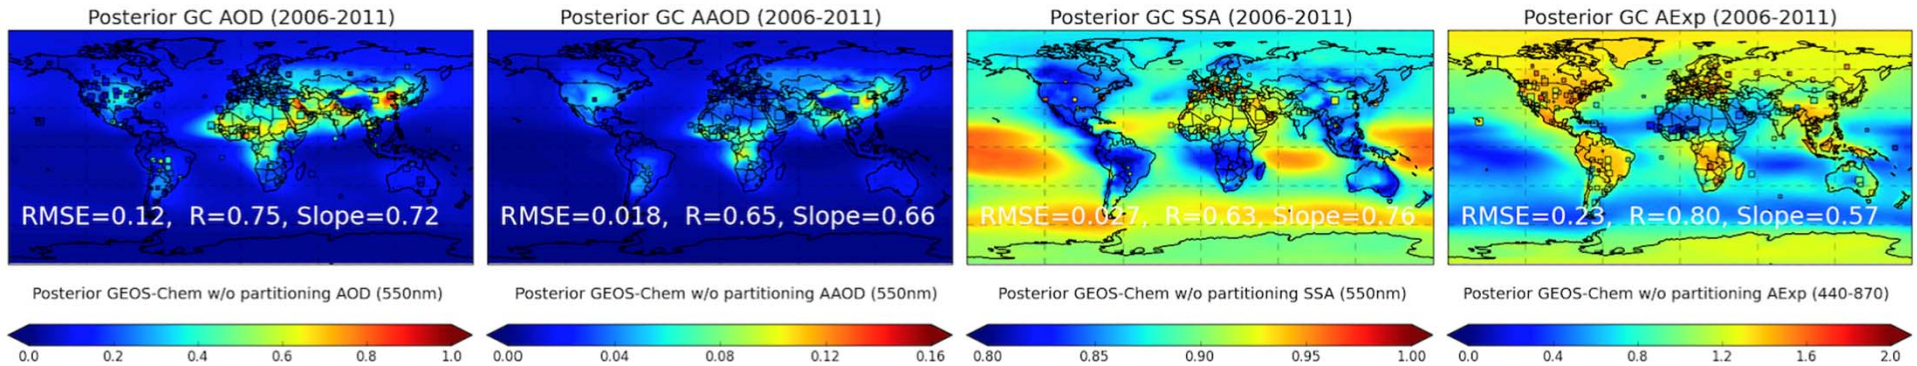 Posterior GC AOD (2006-2011)
RMSE=0.12, R=0.75, Slope=0.72
Posterior GEOS-Chem w/o partitioning AOD (550nm)
0.0 0.2 0.4 0.6 0.8 1.0
Posterior GC AAOD (2006-2011)
RMSE=0.018, R=0.65, Slope=0.66
Posterior GEOS-Chem w/o partitioning AAOD (550nm)
0.00 0.04 0.08 0.12 0.16
Posterior GC SSA (2006-2011)
RMSE=0.027, R=0.63, Slope=0.76
Posterior GEOS-Chem w/o partitioning SSA (550nm)
0.80 0.85 0.90 0.95 1.00
Posterior GC AExp (2006-2011)
RMSE=0.23, R=0.80, Slope=0.57
Posterior GEOS-Chem w/o partitioning AExp (440-870)
0.0 0.4 0.8 1.2 1.6 2.0